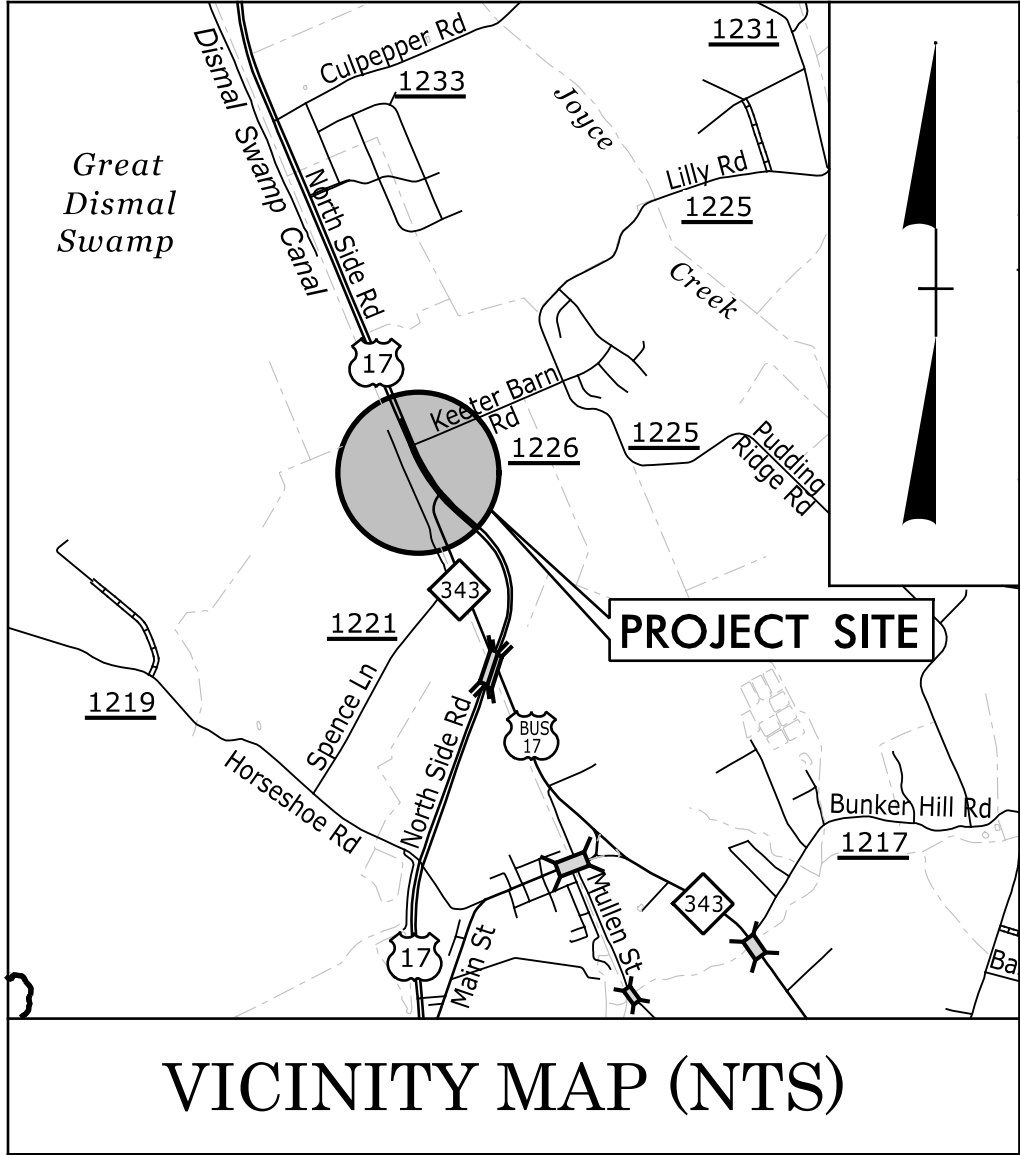 1231
Culpepper Rd
1233
Dismal Swamp Canal
Joyce
Great
Dismal
Swamp
North Side Rd
Lilly Rd
1225
Creek
17
Keeter Barn
Rd
1226
1225
Pudding
Ridge Rd
343
1221
PROJECT SITE
1219
Spence Ln
North Side Rd
BUS
17
Horseshoe Rd
Bunker Hill Rd
1217
Mullen St
343
17
Main St
Ba
VICINITY MAP (NTS)